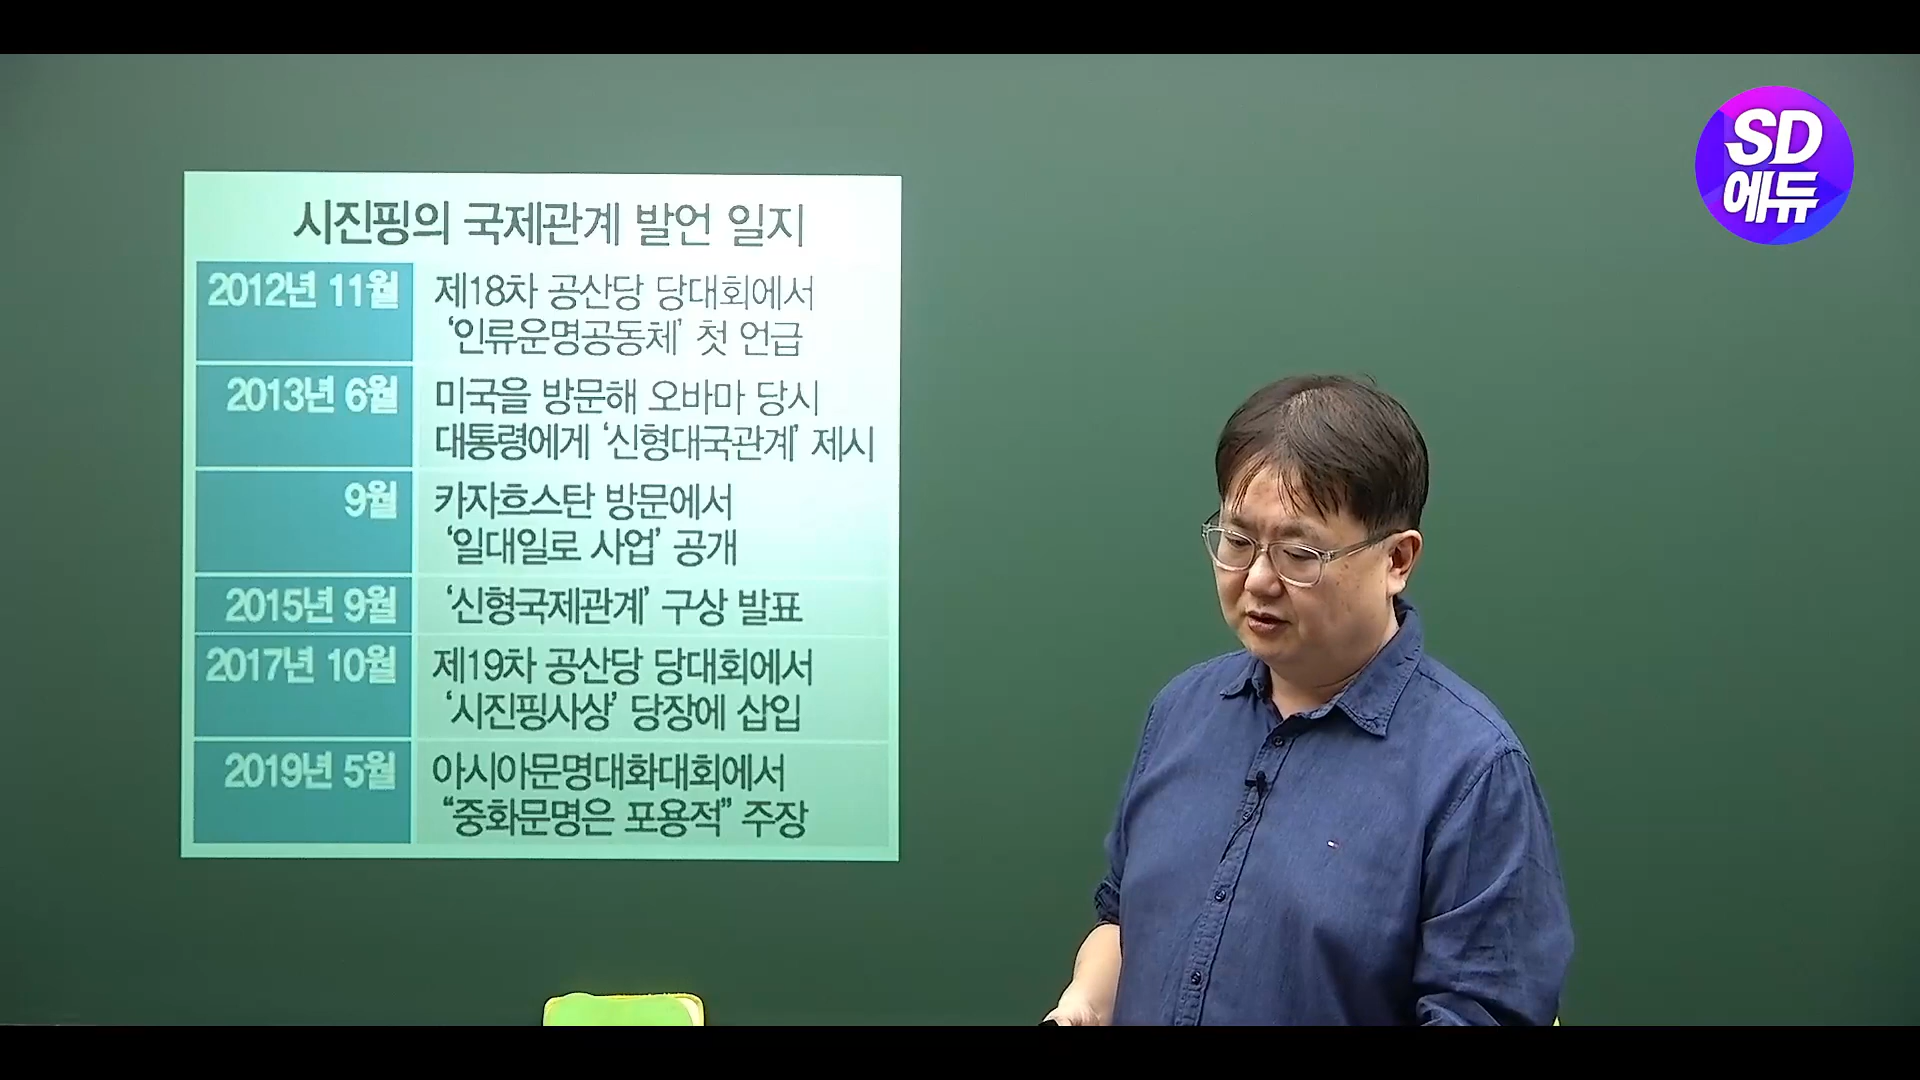 SD
에듀
시진핑의 국제관계 발언 일지
2012년 11월
제18차 공산당 당대회에서
‘인류운명공동체’ 첫 언급
2013년 6월
미국을 방문해 오바마 당시
대통령에게 ‘신형대국관계’ 제시
9월
카자흐스탄 방문에서
‘일대일로 사업’ 공개
2015년 9월
‘신형국제관계’ 구상 발표
2017년 10월
제19차 공산당 당대회에서
‘시진핑사상’ 당장에 삽입
2019년 5월
아시아문명대화대회에서
“중화문명은 포용적” 주장